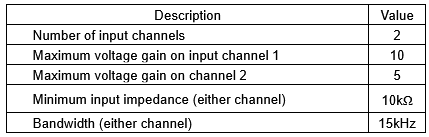 Description Value
Number of input channels 2
Maximum voltage gain on input channel 1 10
Maximum voltage gain on channel 2 5
Minimum input impedance (either channel) 10kΩ
Bandwidth (either channel) 15kHz